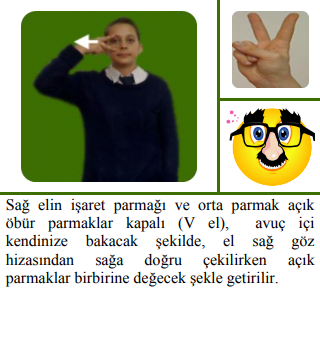 Sağ elin işaret parmağı ve orta parmak açık
öbür parmaklar kapalı (V el), avuç içi
kendinize bakacak şekilde, el sağ göz
hizasından sağa doğru çekilirken açık
parmaklar birbirine değecek şekle getirilir.